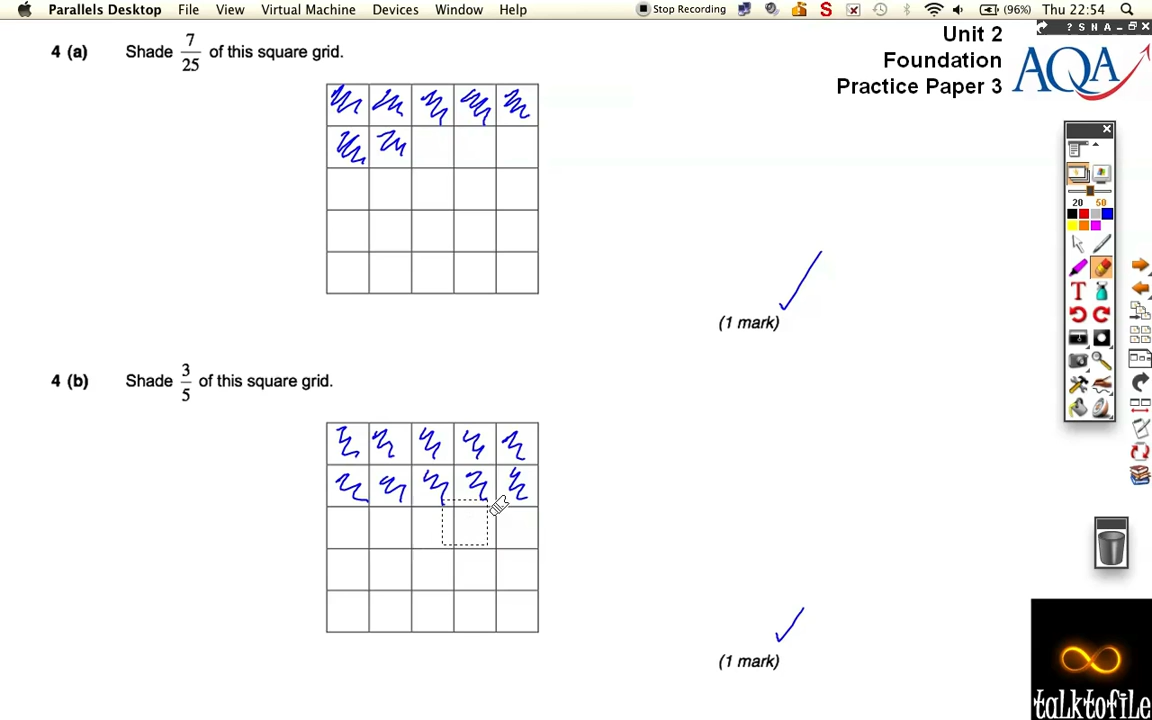 Parallels Desktop File View Virtual Machine Devices Window Help Stop Recording S (96%) Thu 22:54
? S N A
4 (a) Shade 7/25 of this square grid.
Unit 2
Foundation
Practice Paper 3
AQA
20 50
T
(1 mark)
4 (b) Shade 3/5 of this square grid.
(1 mark)
talktofile